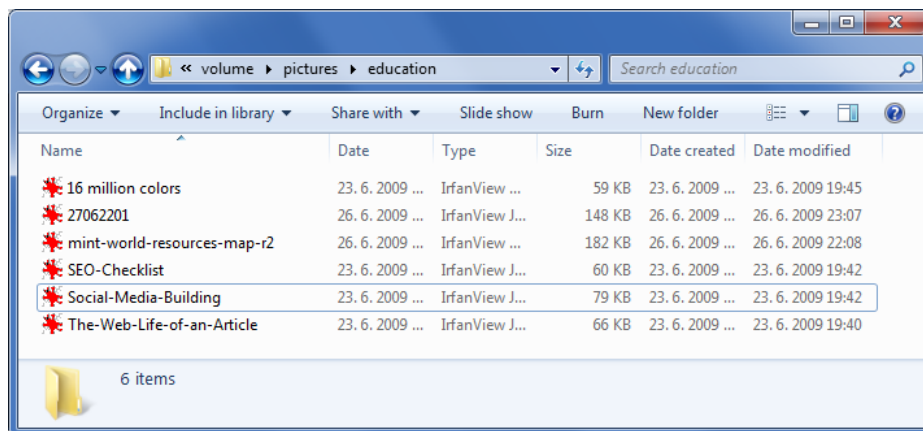 « volume pictures education Search education
Organize Include in library Share with Slide show Burn New folder
Name Date Type Size Date created Date modified
16 million colors 23. 6. 2009 ... IrfanView ... 59 KB 23. 6. 2009 ... 23. 6. 2009 19:45
27062201 26. 6. 2009 ... IrfanView J... 148 KB 26. 6. 2009 ... 26. 6. 2009 23:07
mint-world-resources-map-r2 26. 6. 2009 ... IrfanView ... 182 KB 26. 6. 2009 ... 26. 6. 2009 22:08
SEO-Checklist 23. 6. 2009 ... IrfanView J... 60 KB 23. 6. 2009 ... 23. 6. 2009 19:42
Social-Media-Building 23. 6. 2009 ... IrfanView J... 79 KB 23. 6. 2009 ... 23. 6. 2009 19:42
The-Web-Life-of-an-Article 23. 6. 2009 ... IrfanView J... 66 KB 23. 6. 2009 ... 23. 6. 2009 19:40
6 items